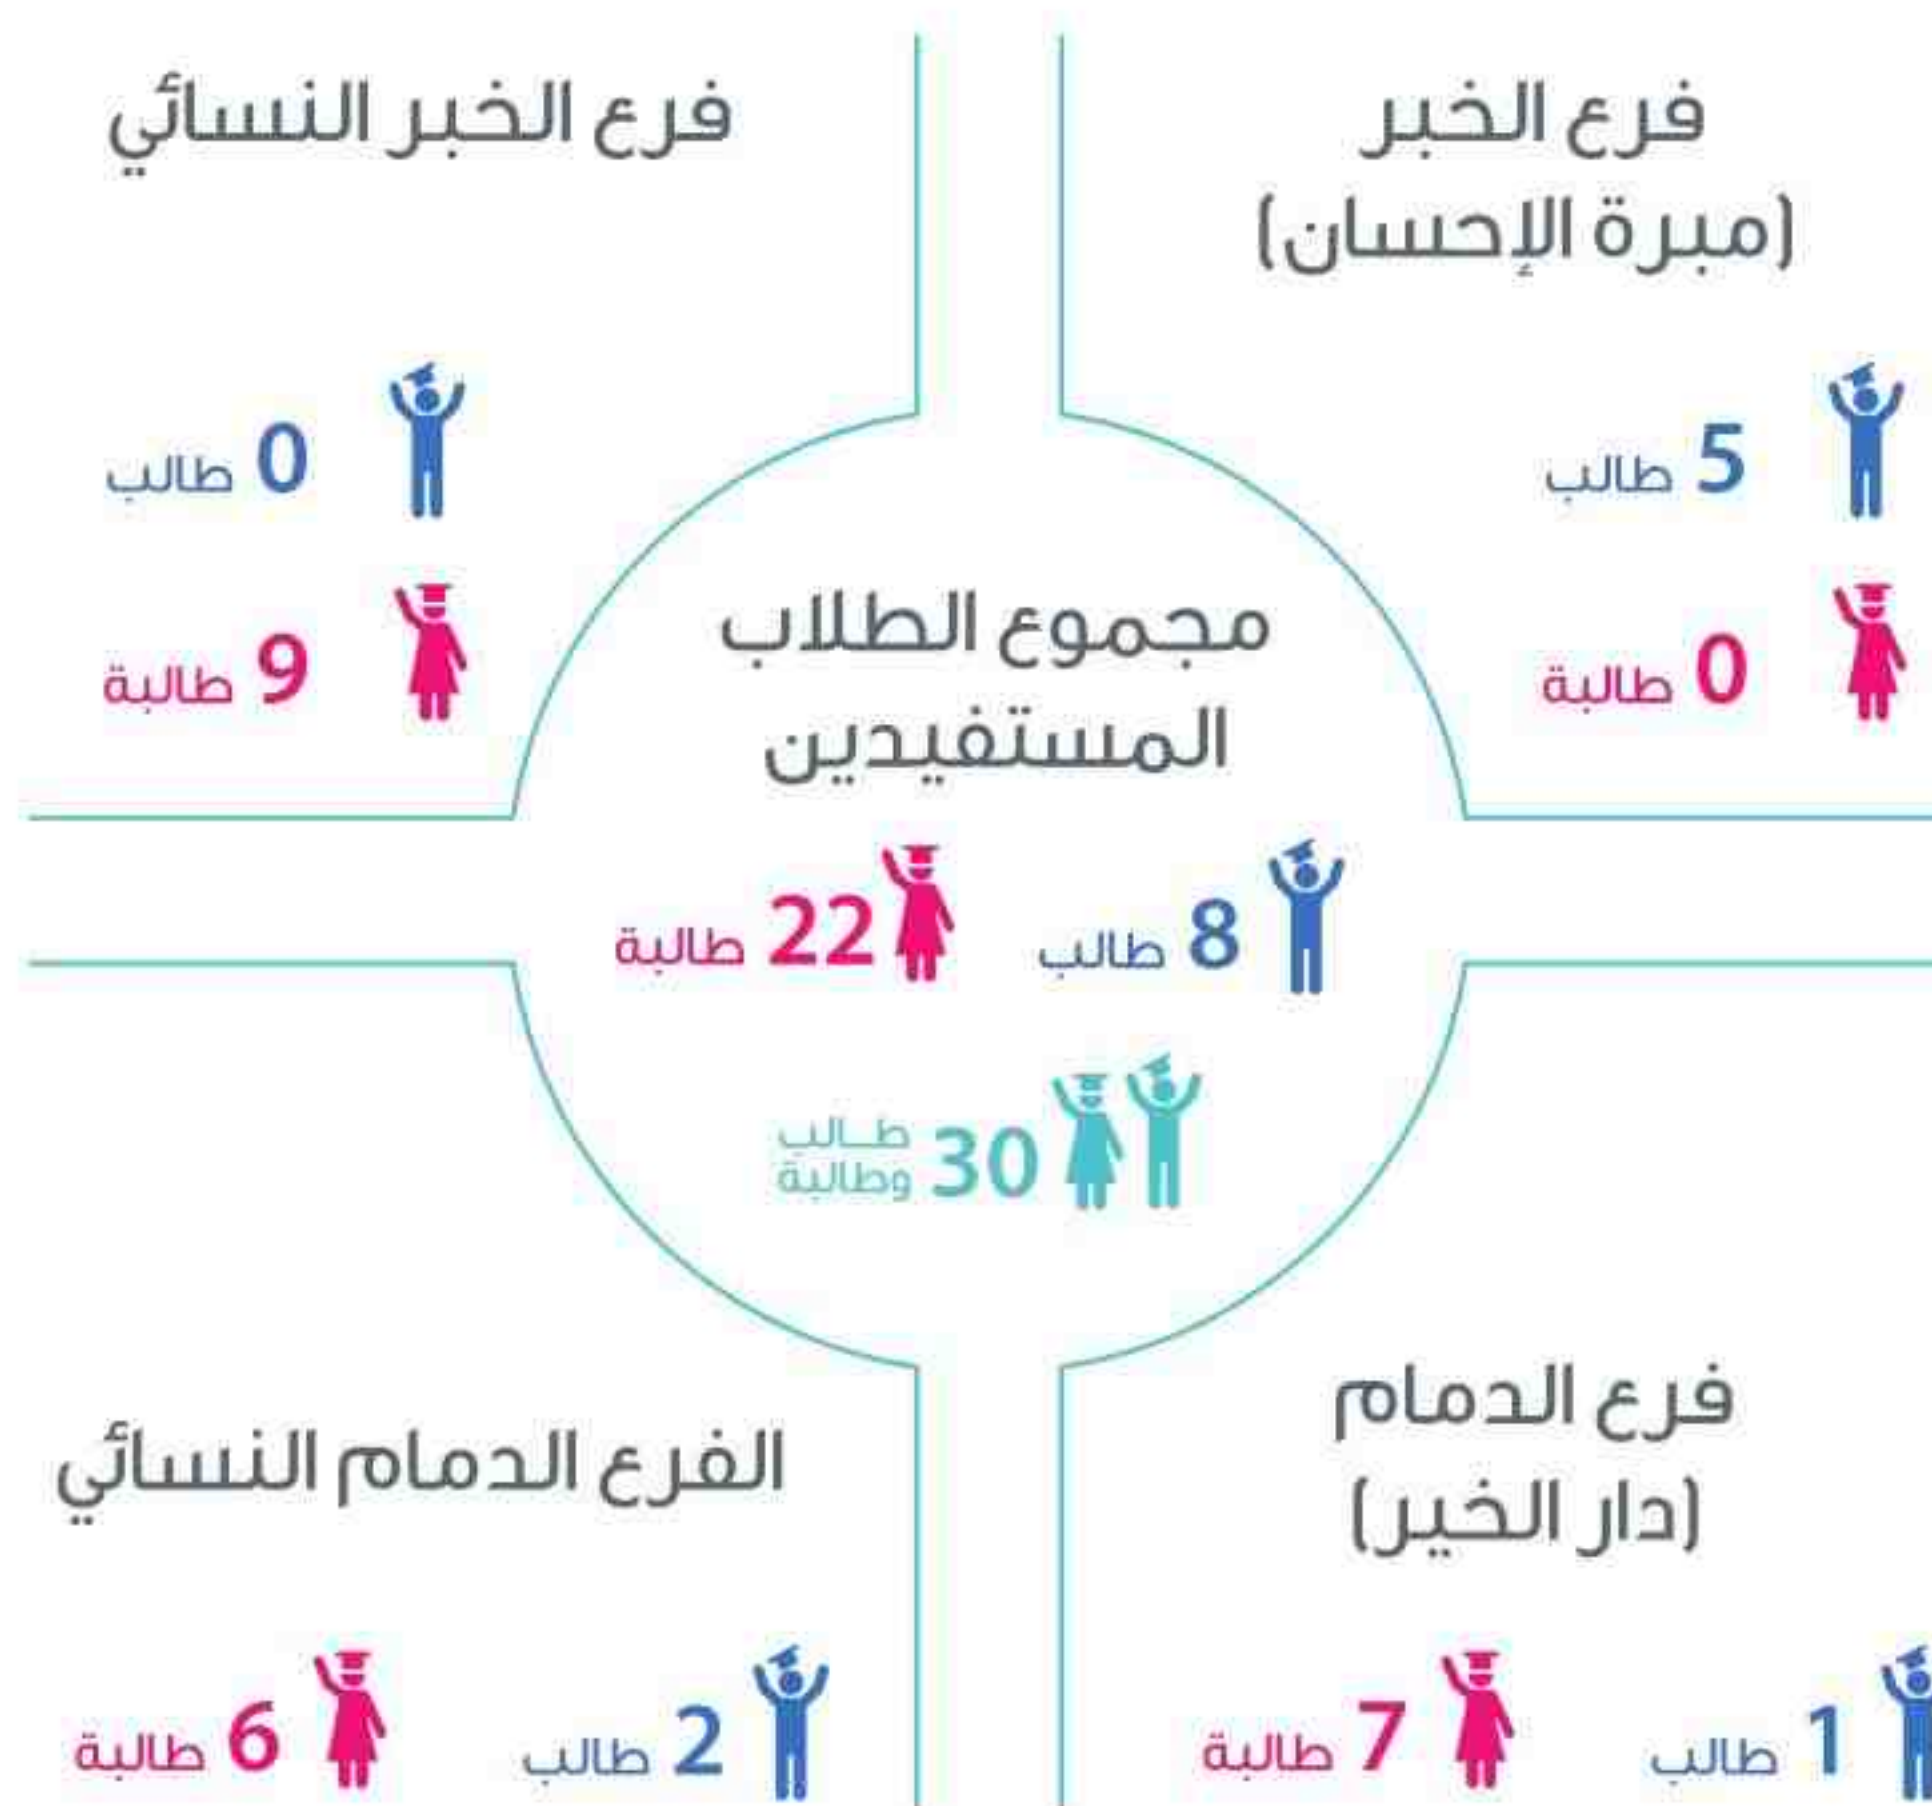 فرع الخبر
(مبرة الإحسان)
5 طالب
0 طالبة
فرع الخبر النسائي
0 طالب
9 طالبة
مجموع الطلاب
المستفيدين
8 طالب
22 طالبة
30 طالب
وطالبة
فرع الدمام
(دار الخير)
1 طالب
7 طالبة
الفرع الدمام النسائي
2 طالب
6 طالبة